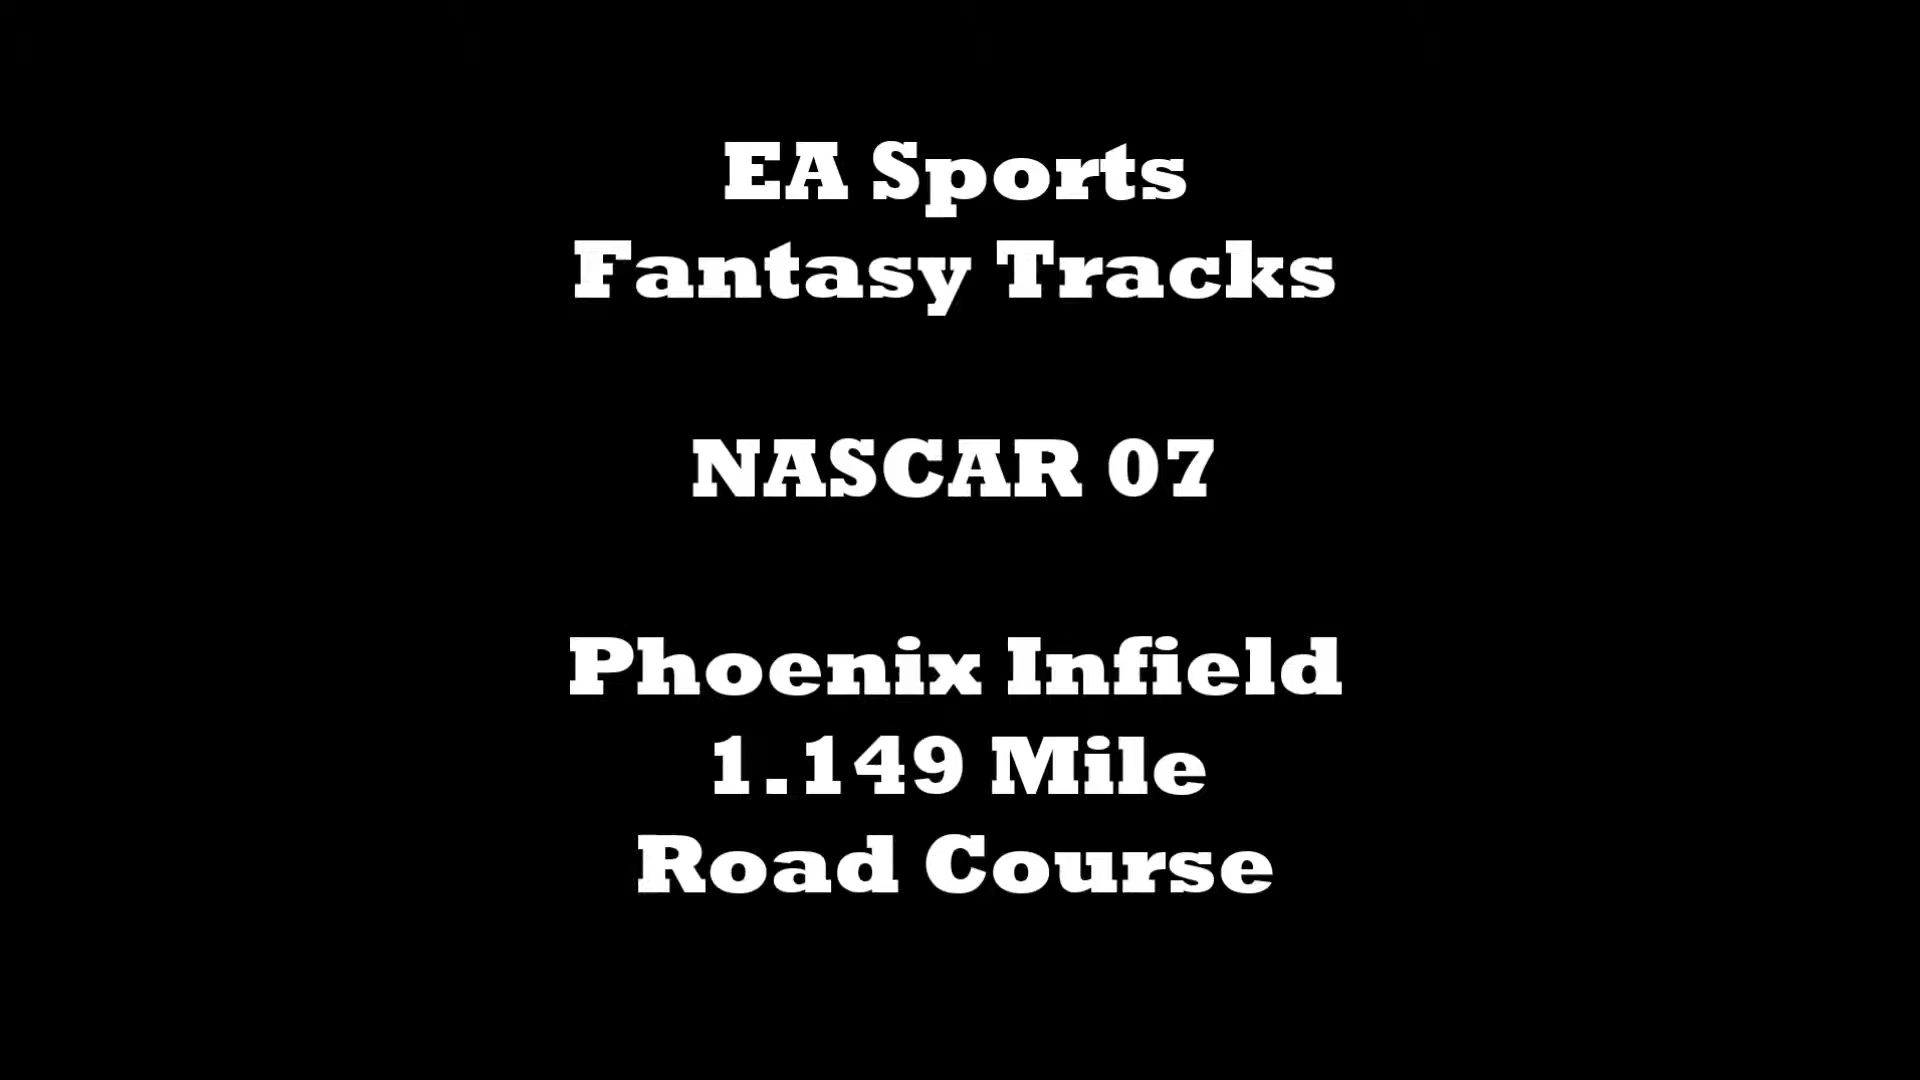 EA Sports
Fantasy Tracks
NASCAR 07
Phoenix Infield
1.149 Mile
Road Course